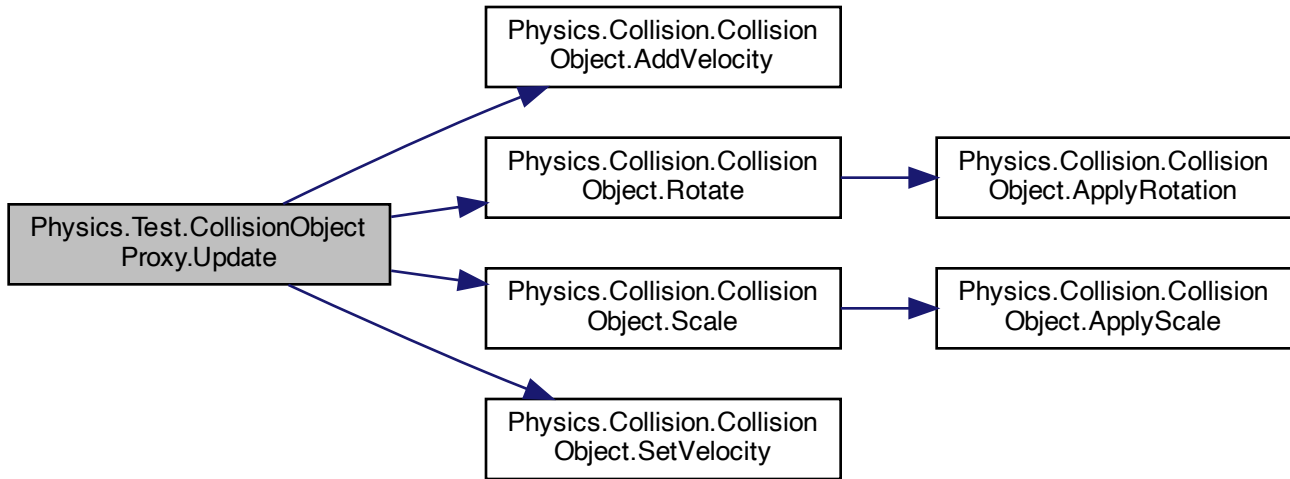 Physics.Collision.Collision
Object.AddVelocity
Physics.Collision.Collision
Object.Rotate
Physics.Collision.Collision
Object.ApplyRotation
Physics.Test.CollisionObject
Proxy.Update
Physics.Collision.Collision
Object.Scale
Physics.Collision.Collision
Object.ApplyScale
Physics.Collision.Collision
Object.SetVelocity